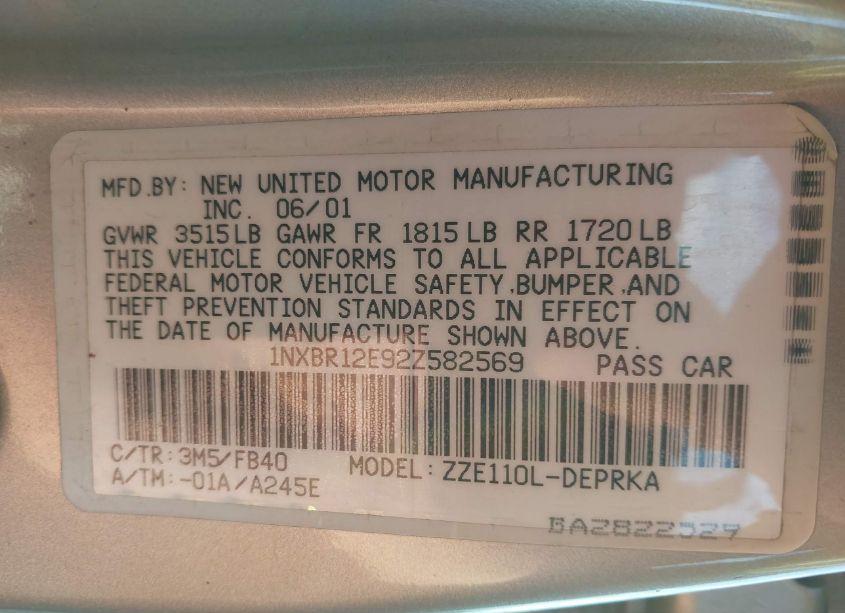 MFD.BY: NEW UNITED MOTOR MANUFACTURING
INC. 06/01
GVWR 3515LB GAWR FR 1815LB RR 1720LB
THIS VEHICLE CONFORMS TO ALL APPLICABLE
FEDERAL MOTOR VEHICLE SAFETY,BUMPER,AND
THEFT PREVENTION STANDARDS IN EFFECT ON
THE DATE OF MANUFACTURE SHOWN ABOVE.
1NXBR12E92Z582569 PASS CAR
C/TR:3M5/FB40
A/TM:-01A/A245E
MODEL:ZZE110L-DEPRKA